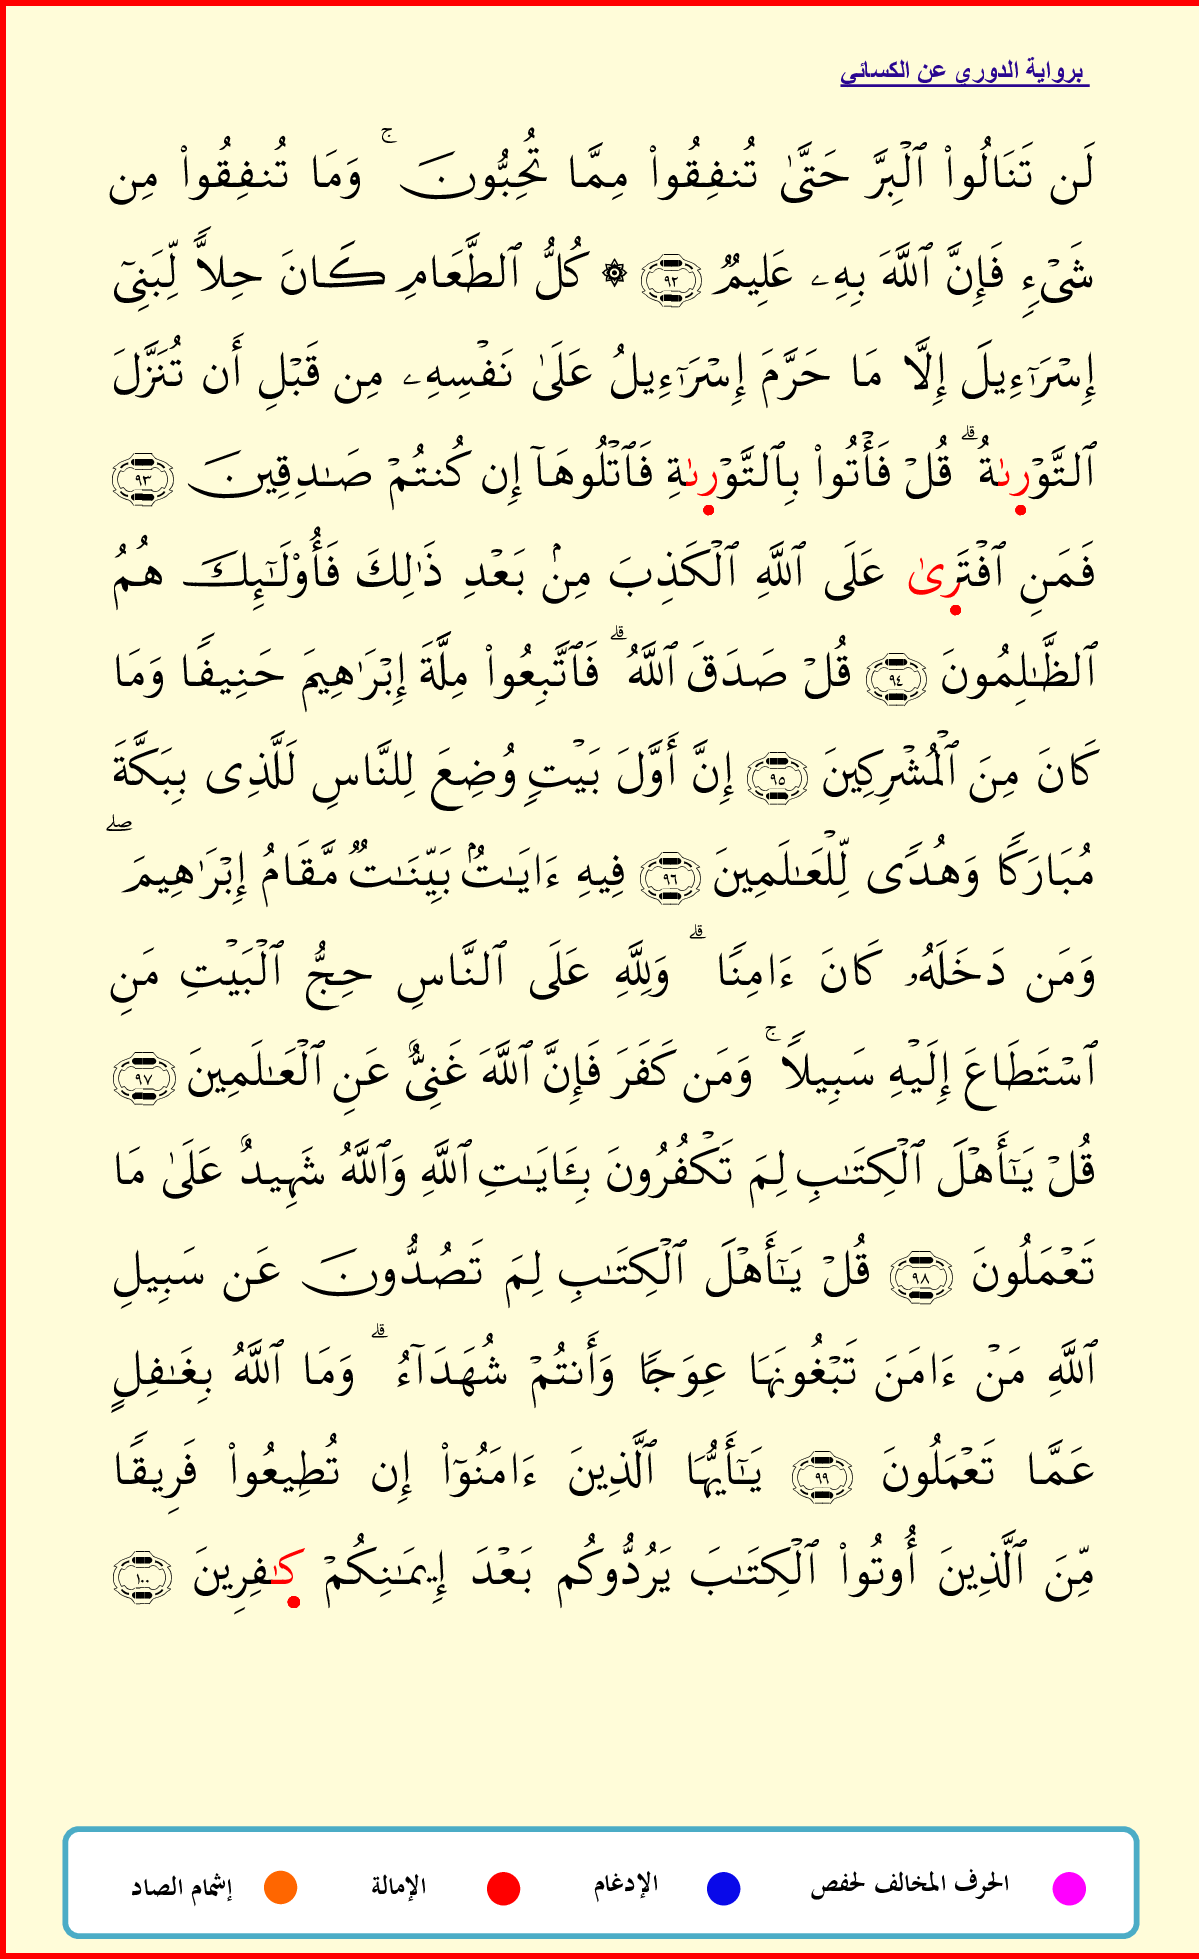 برواية الدوري عن الكسائي
لَن تَنَالُوا۟ ٱلْبِرَّ حَتَّىٰ تُنفِقُوا۟ مِمَّا تُحِبُّونَ ۚ وَمَا تُنفِقُوا۟ مِن
شَىْءٍ فَإِنَّ ٱللَّهَ بِهِۦ عَلِيمٌ ٩٢ ۞ كُلُّ ٱلطَّعَامِ كَانَ حِلًّا لِّبَنِىٓ
إِسْرَٰٓءِيلَ إِلَّا مَا حَرَّمَ إِسْرَٰٓءِيلُ عَلَىٰ نَفْسِهِۦ مِن قَبْلِ أَن تُنَزَّلَ
ٱلتَّوْرىٰةُ ۗ قُلْ فَأْتُوا۟ بِٱلتَّوْرىٰةِ فَٱتْلُوهَآ إِن كُنتُمْ صَـٰدِقِينَ ٩٣
فَمَنِ ٱفْتَرىٰ عَلَى ٱللَّهِ ٱلْكَذِبَ مِنۢ بَعْدِ ذَٰلِكَ فَأُو۟لَـٰٓئِكَ هُمُ
ٱلظَّـٰلِمُونَ ٩٤ قُلْ صَدَقَ ٱللَّهُ ۗ فَٱتَّبِعُوا۟ مِلَّةَ إِبْرَٰهِيمَ حَنِيفًا وَمَا
كَانَ مِنَ ٱلْمُشْرِكِينَ ٩٥ إِنَّ أَوَّلَ بَيْتٍ وُضِعَ لِلنَّاسِ لَلَّذِى بِبَكَّةَ
مُبَارَكًا وَهُدًى لِّلْعَـٰلَمِينَ ٩٦ فِيهِ ءَايَـٰتٌۢ بَيِّنَـٰتٌ مَّقَامُ إِبْرَٰهِيمَ ۖ
وَمَن دَخَلَهُۥ كَانَ ءَامِنًا ۗ وَلِلَّهِ عَلَى ٱلنَّاسِ حِجُّ ٱلْبَيْتِ مَنِ
ٱسْتَطَاعَ إِلَيْهِ سَبِيلًا ۚ وَمَن كَفَرَ فَإِنَّ ٱللَّهَ غَنِىٌّ عَنِ ٱلْعَـٰلَمِينَ ٩٧
قُلْ يَـٰٓأَهْلَ ٱلْكِتَـٰبِ لِمَ تَكْفُرُونَ بِـَٔايَـٰتِ ٱللَّهِ وَٱللَّهُ شَهِيدٌ عَلَىٰ مَا
تَعْمَلُونَ ٩٨ قُلْ يَـٰٓأَهْلَ ٱلْكِتَـٰبِ لِمَ تَصُدُّونَ عَن سَبِيلِ
ٱللَّهِ مَنْ ءَامَنَ تَبْغُونَهَا عِوَجًا وَأَنتُمْ شُهَدَآءُ ۗ وَمَا ٱللَّهُ بِغَـٰفِلٍ
عَمَّا تَعْمَلُونَ ٩٩ يَـٰٓأَيُّهَا ٱلَّذِينَ ءَامَنُوٓا۟ إِن تُطِيعُوا۟ فَرِيقًا
مِّنَ ٱلَّذِينَ أُوتُوا۟ ٱلْكِتَـٰبَ يَرُدُّوكُم بَعْدَ إِيمَـٰنِكُمْ كـٰفِرِينَ ١٠٠
الحرف المخالف لحفص الإدغام الإمالة إشمام الصاد